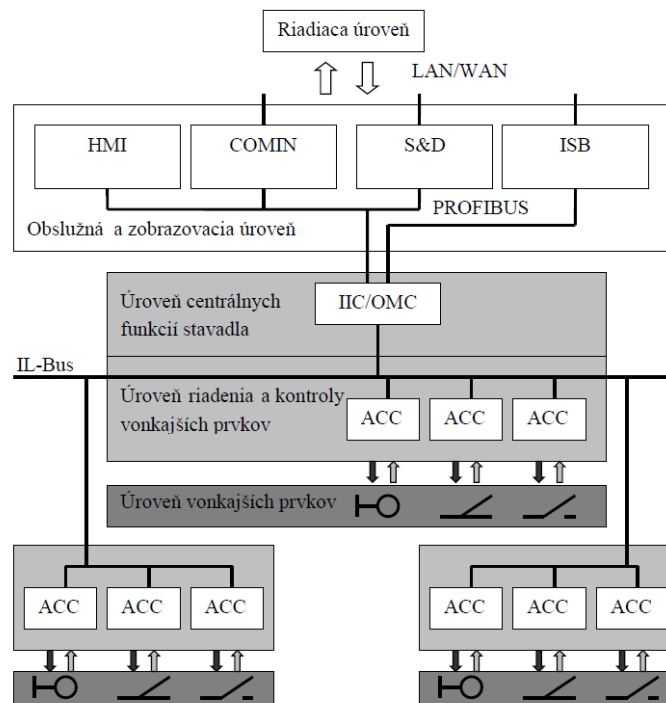 Riadiaca úroveň
LAN/WAN
HMI
COMIN
S&D
ISB
PROFIBUS
Obslužná a zobrazovacia úroveň
Úroveň centrálnych
funkcií stavadla
IIC/OMC
IL-Bus
Úroveň riadenia a kontroly
vonkajších prvkov
ACC
ACC
ACC
Úroveň vonkajších prvkov
ACC
ACC
ACC
ACC
ACC
ACC